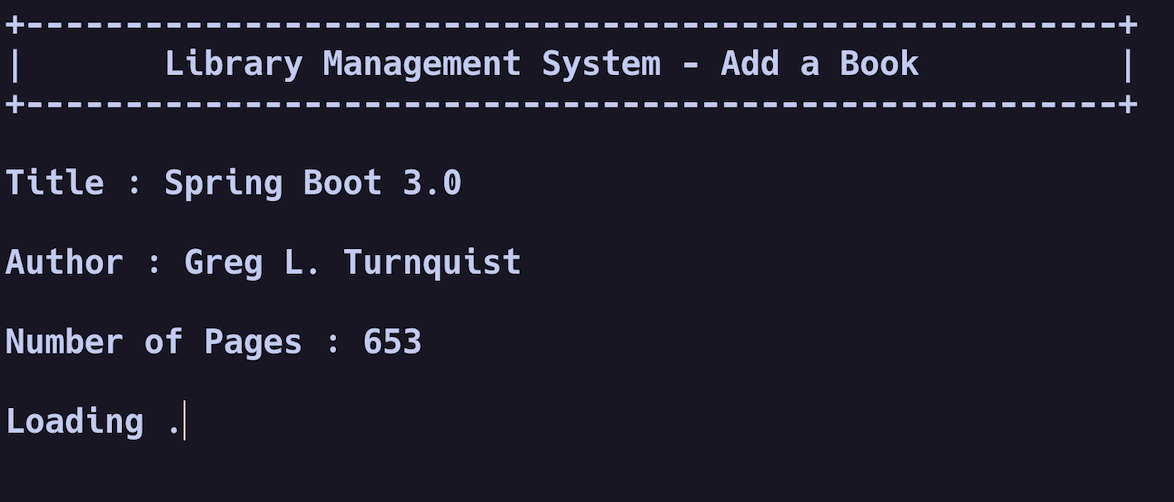 +-------------------------------------------------------+
|       Library Management System - Add a Book          |
+-------------------------------------------------------+
Title : Spring Boot 3.0
Author : Greg L. Turnquist
Number of Pages : 653
Loading .